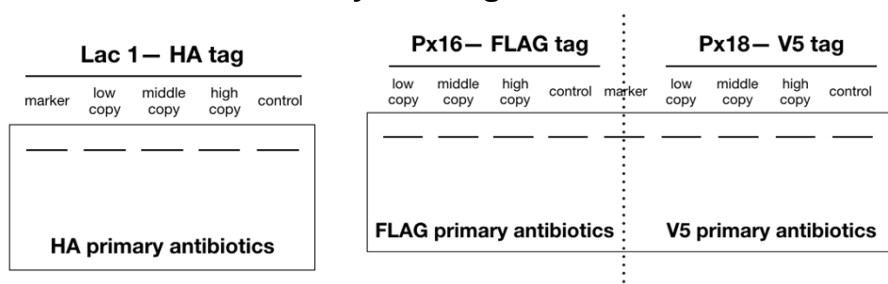 Lac 1— HA tag
marker low copy middle copy high copy control
HA primary antibiotics
Px16— FLAG tag
low copy middle copy high copy control marker
FLAG primary antibiotics
Px18— V5 tag
low copy middle copy high copy control
V5 primary antibiotics